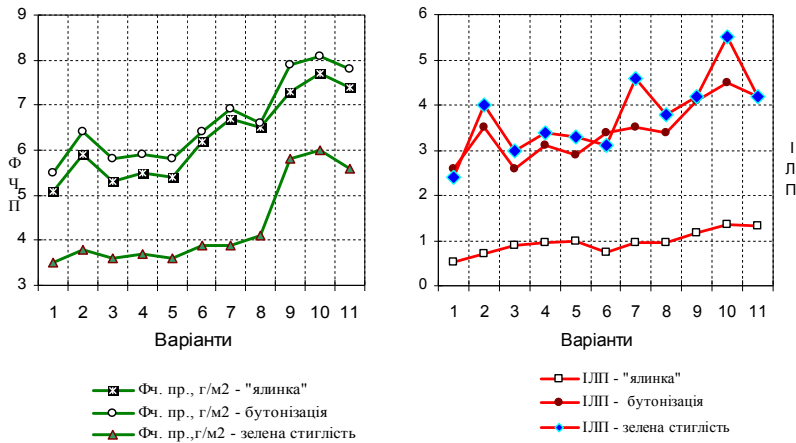 9
8
7
6
5
4
3
Ф
Ч
П
1 2 3 4 5 6 7 8 9 10 11
Варіанти
Фч. пр., г/м2 - "ялинка"
Фч. пр., г/м2 - бутонізація
Фч. пр.,г/м2 - зелена стиглість
6
5
4
3
2
1
0
І
Л
П
1 2 3 4 5 6 7 8 9 10 11
Варіанти
ІЛП - "ялинка"
ІЛП - бутонізація
ІЛП - зелена стиглість